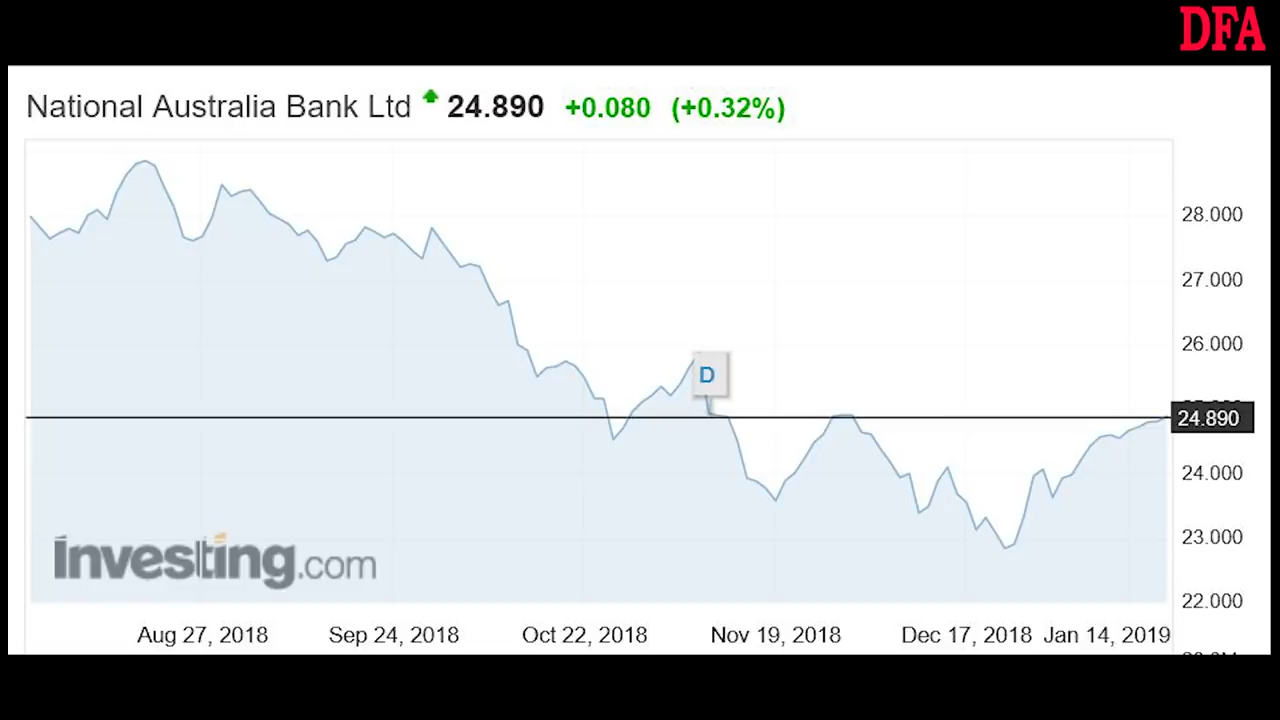 DFA
National Australia Bank Ltd 24.890 +0.080 (+0.32%)
28.000
27.000
26.000
D
24.890
24.000
23.000
Investing.com
22.000
Aug 27, 2018 Sep 24, 2018 Oct 22, 2018 Nov 19, 2018 Dec 17, 2018 Jan 14, 2019